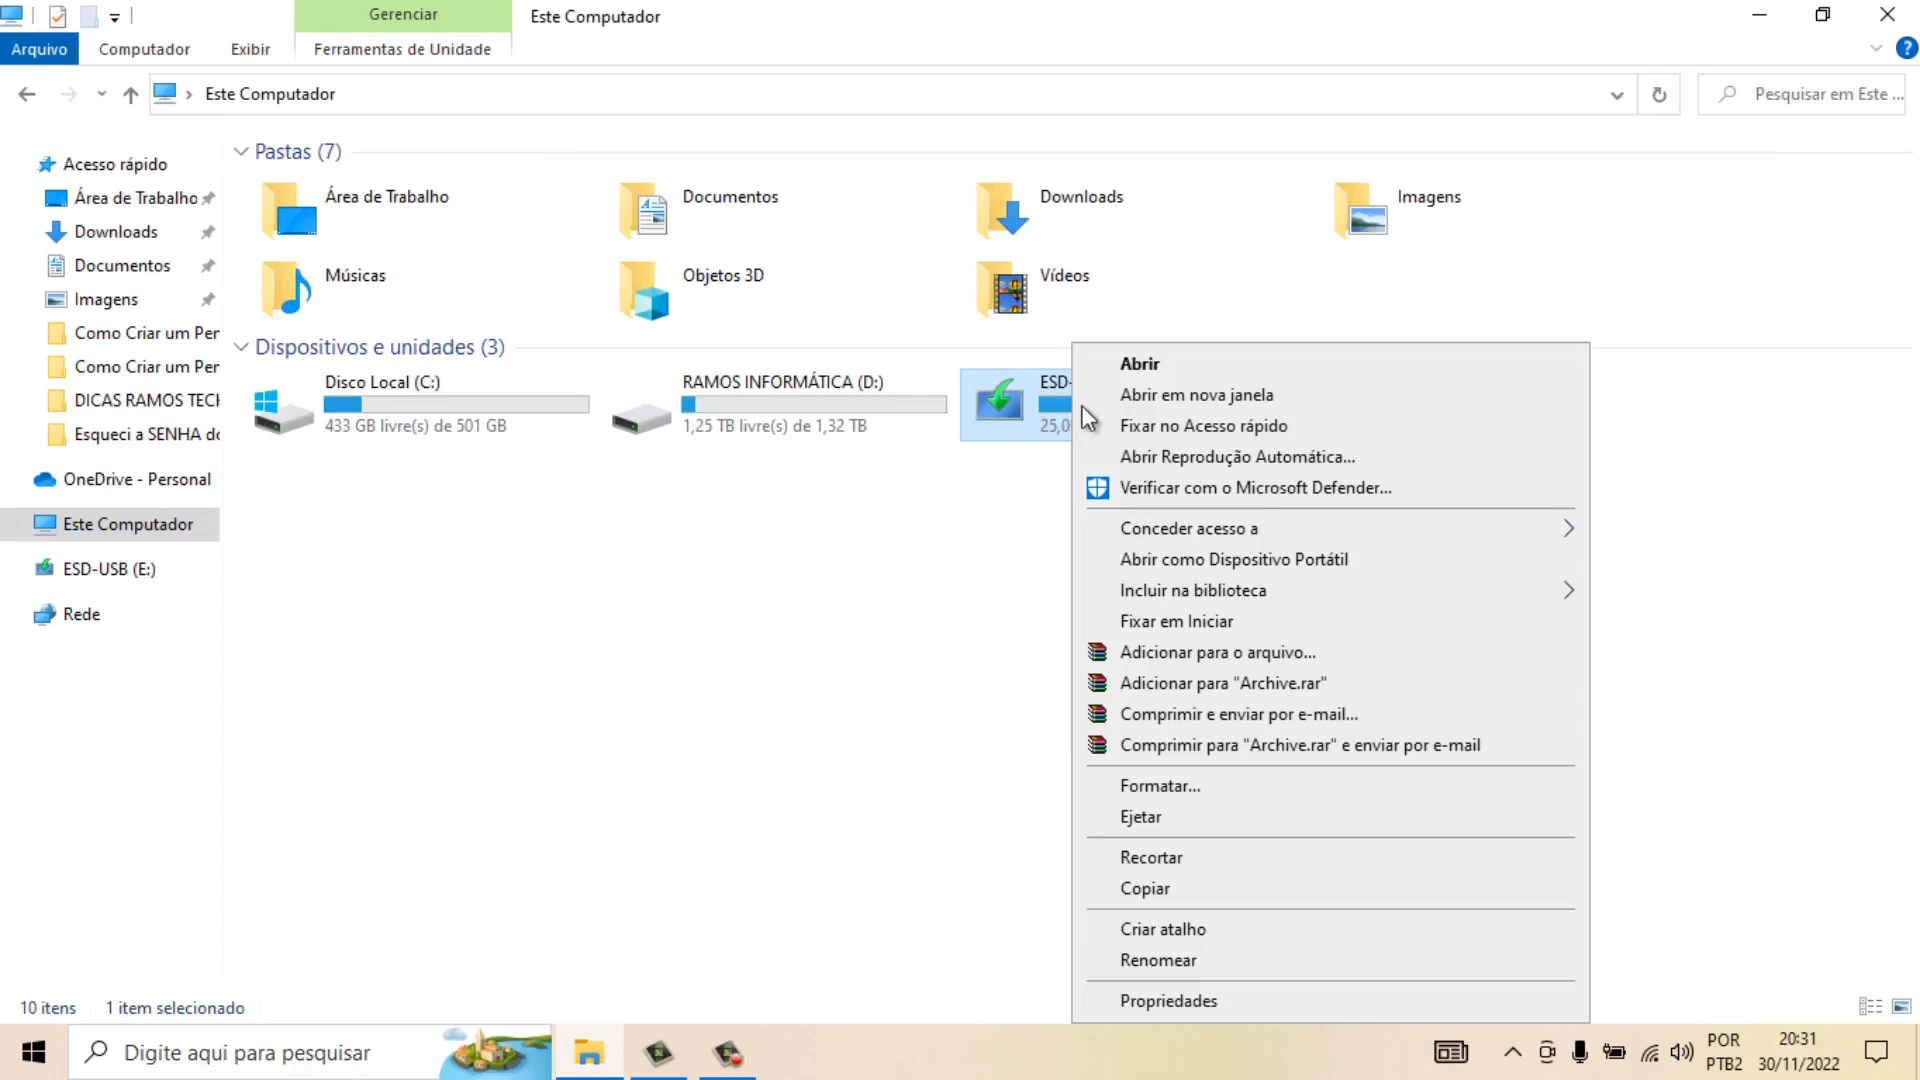 Gerenciar
Este Computador
Arquivo
Computador
Exibir
Ferramentas de Unidade
?
Este Computador
Pesquisar em Este ...
Acesso rápido
Área de Trabalho
Downloads
Documentos
Imagens
Como Criar um Per
Como Criar um Per
DICAS RAMOS TECH
Esqueci a SENHA do
OneDrive - Personal
Este Computador
ESD-USB (E:)
Rede
Pastas (7)
Área de Trabalho
Documentos
Downloads
Imagens
Músicas
Objetos 3D
Vídeos
Dispositivos e unidades (3)
Disco Local (C:)
433 GB livre(s) de 501 GB
RAMOS INFORMÁTICA (D:)
1,25 TB livre(s) de 1,32 TB
ESD-
25,0
Abrir
Abrir em nova janela
Fixar no Acesso rápido
Abrir Reprodução Automática...
Verificar com o Microsoft Defender...
Conceder acesso a
Abrir como Dispositivo Portátil
Incluir na biblioteca
Fixar em Iniciar
Adicionar para o arquivo...
Adicionar para "Archive.rar"
Comprimir e enviar por e-mail...
Comprimir para "Archive.rar" e enviar por e-mail
Formatar...
Ejetar
Recortar
Copiar
Criar atalho
Renomear
Propriedades
10 itens
1 item selecionado
Digite aqui para pesquisar
POR
PTB2
20:31
30/11/2022